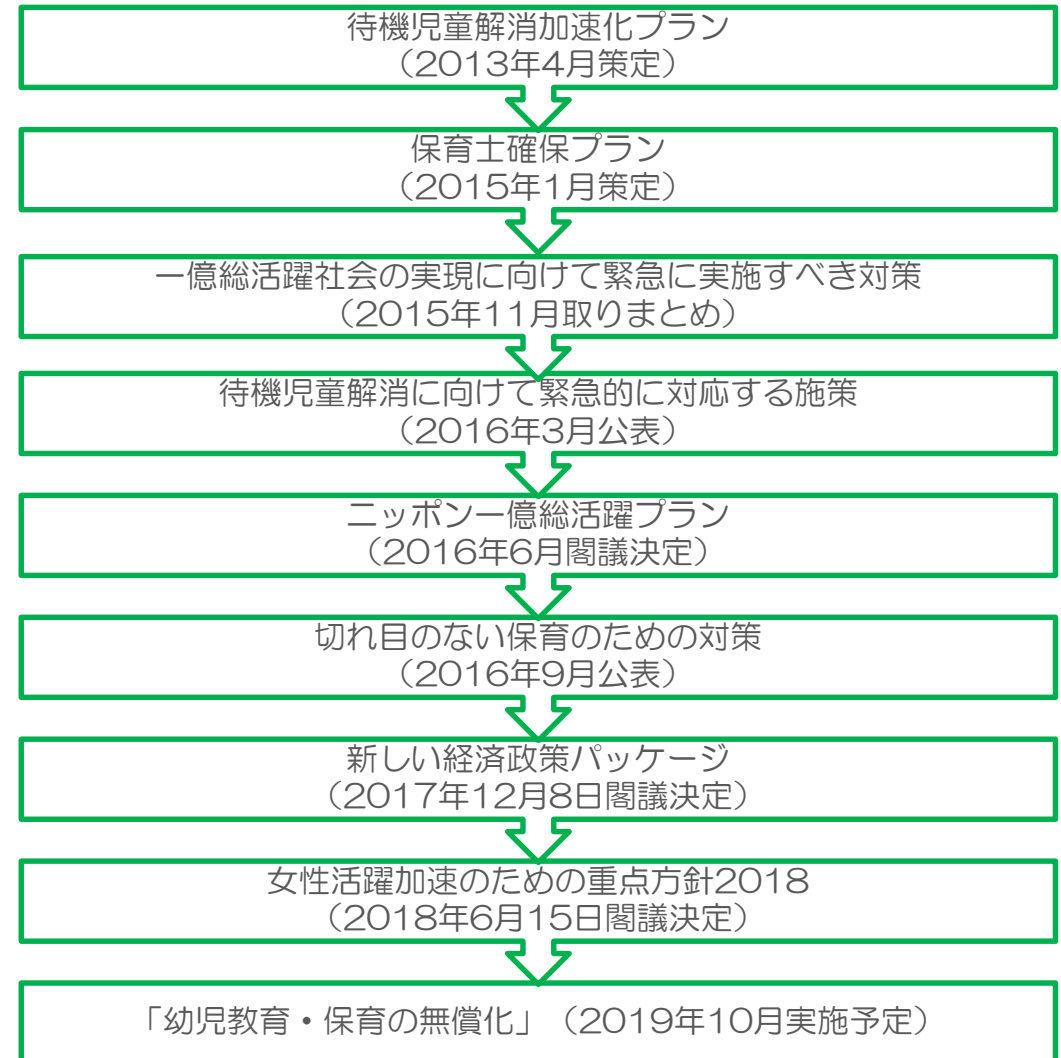 待機児童解消加速化プラン
（2013年4月策定）
保育士確保プラン
（2015年1月策定）
一億総活躍社会の実現に向けて緊急に実施すべき対策
（2015年11月取りまとめ）
待機児童解消に向けて緊急的に対応する施策
（2016年3月公表）
ニッポン一億総活躍プラン
（2016年6月閣議決定）
切れ目のない保育のための対策
（2016年9月公表）
新しい経済政策パッケージ
（2017年12月8日閣議決定）
女性活躍加速のための重点方針2018
（2018年6月15日閣議決定）
「幼児教育・保育の無償化」（2019年10月実施予定）